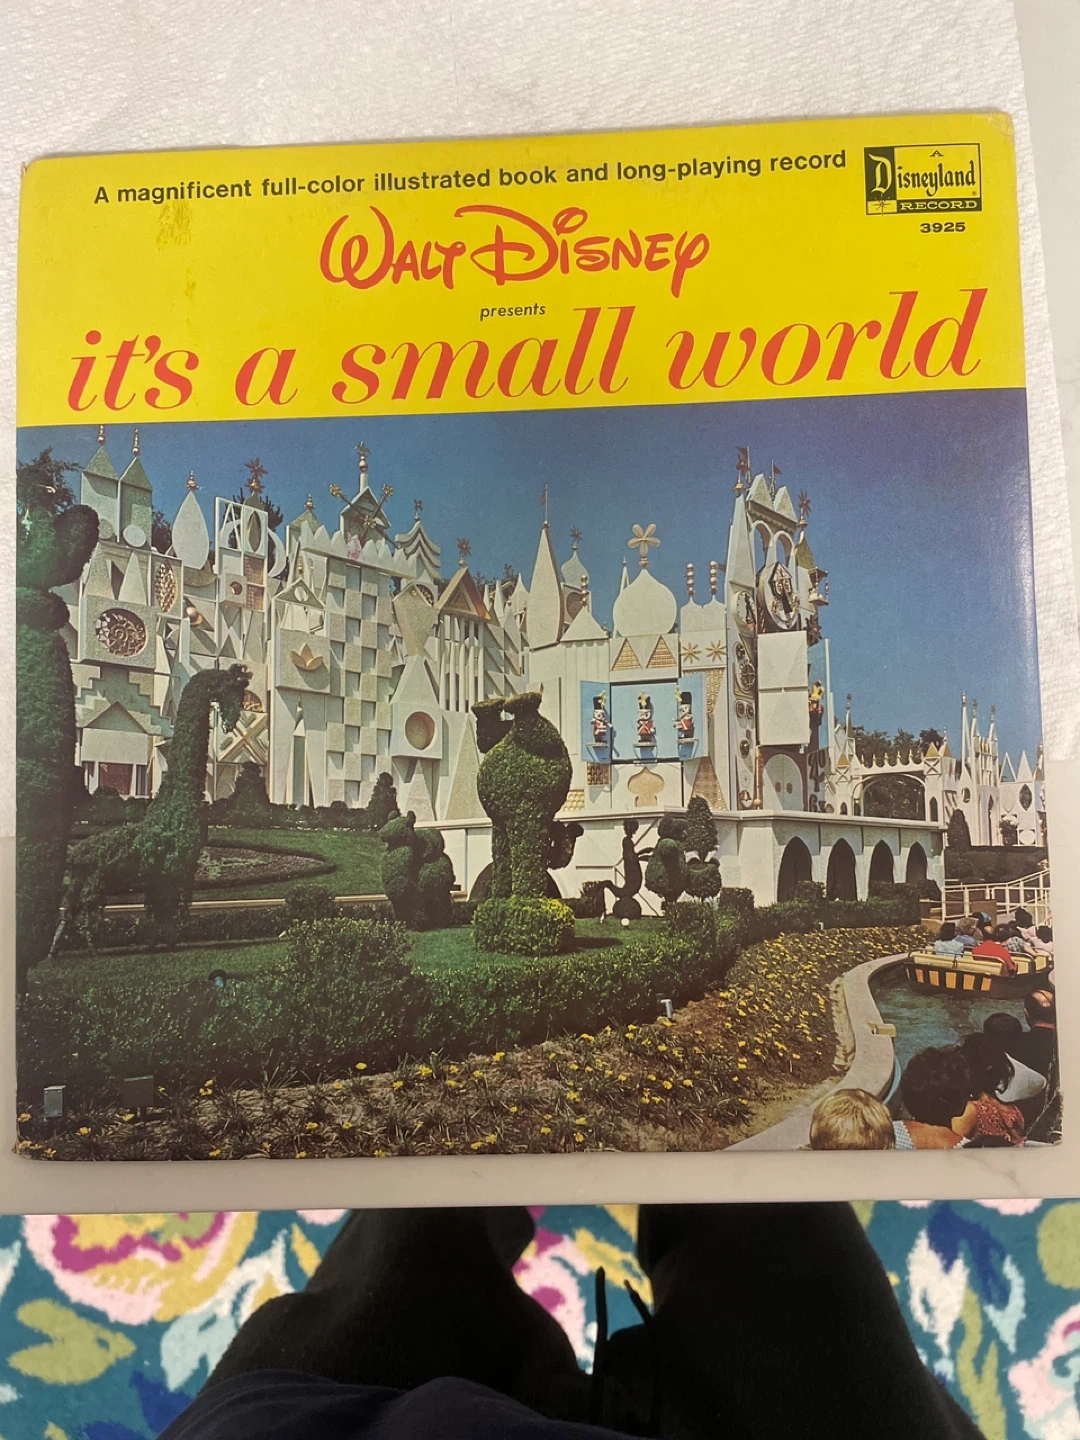 A magnificent full-color illustrated book and long-playing record
A
Disneyland
RECORD
3925
WALT DISNEY
presents
it's a small world